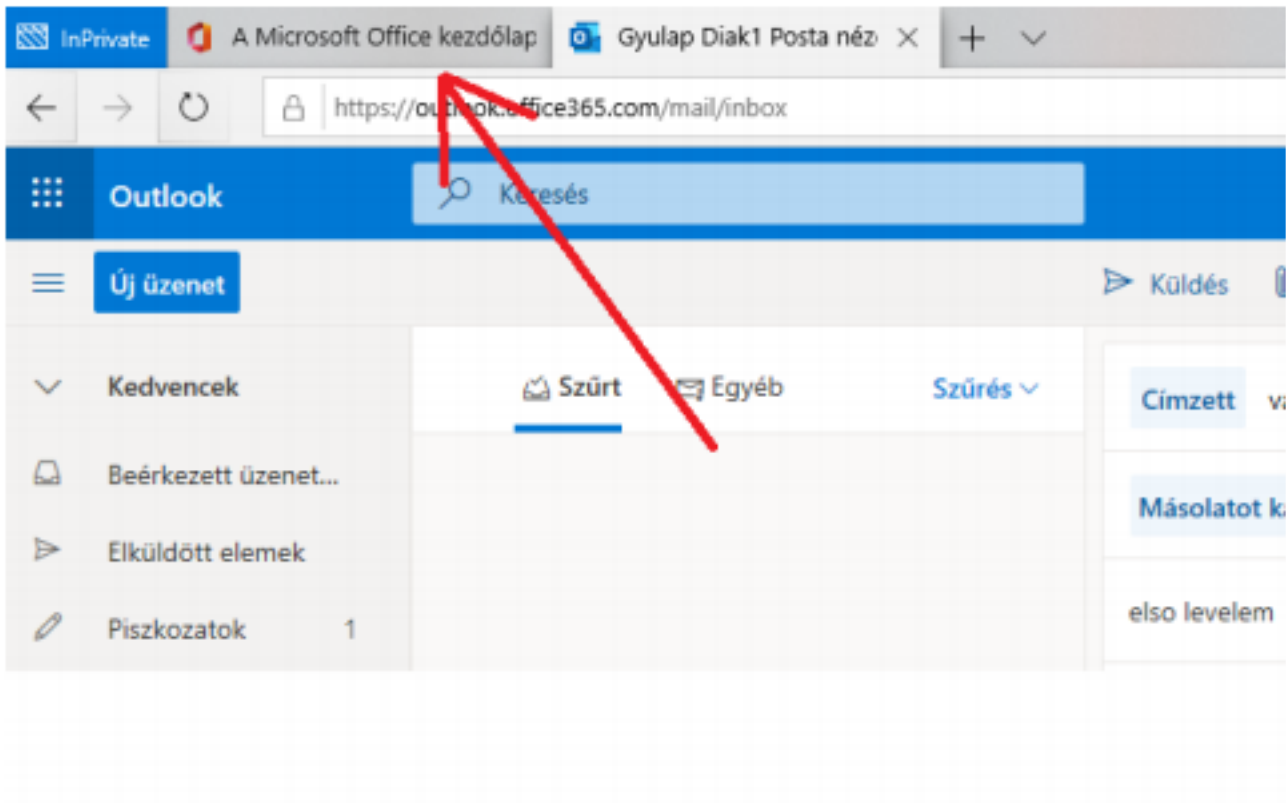 InPrivate A Microsoft Office kezdőlap Gyulap Diak1 Posta néz
https://outlook.office365.com/mail/inbox
Outlook Keresés
Új üzenet Küldés
Kedvencek Szűrt Egyéb Szűrés Címzett
Beérkezett üzenet...
Másolatot
Elküldött elemek
elso levelem
Piszkozatok 1